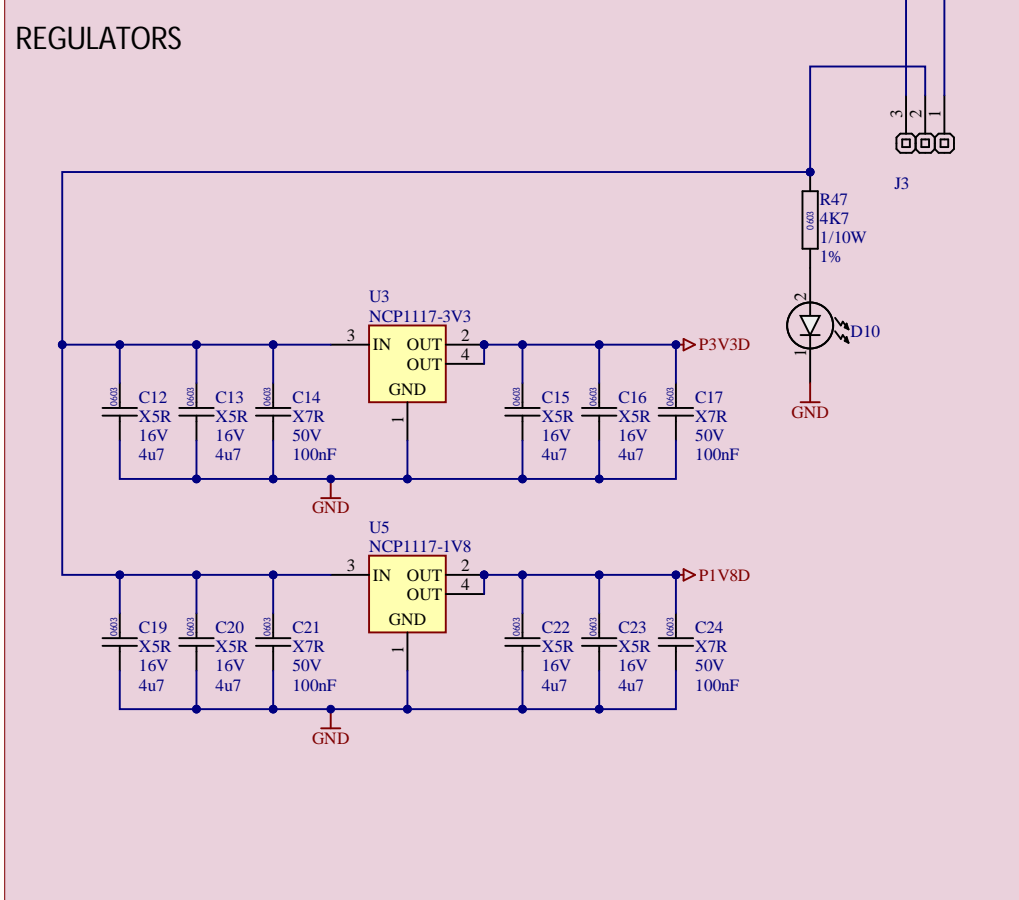 REGULATORS
3
2
1
J3
R47
4K7
1/10W
1%
0603
2
D10
1
GND
U3
NCP1117-3V3
3
IN
OUT
2
OUT
4
GND
1
P3V3D
0603
C12
X5R
16V
4u7
0603
C13
X5R
16V
4u7
0603
C14
X7R
50V
100nF
0603
C15
X5R
16V
4u7
0603
C16
X5R
16V
4u7
0603
C17
X7R
50V
100nF
GND
U5
NCP1117-1V8
3
IN
OUT
2
OUT
4
GND
1
P1V8D
0603
C19
X5R
16V
4u7
0603
C20
X5R
16V
4u7
0603
C21
X7R
50V
100nF
0603
C22
X5R
16V
4u7
0603
C23
X5R
16V
4u7
0603
C24
X7R
50V
100nF
GND